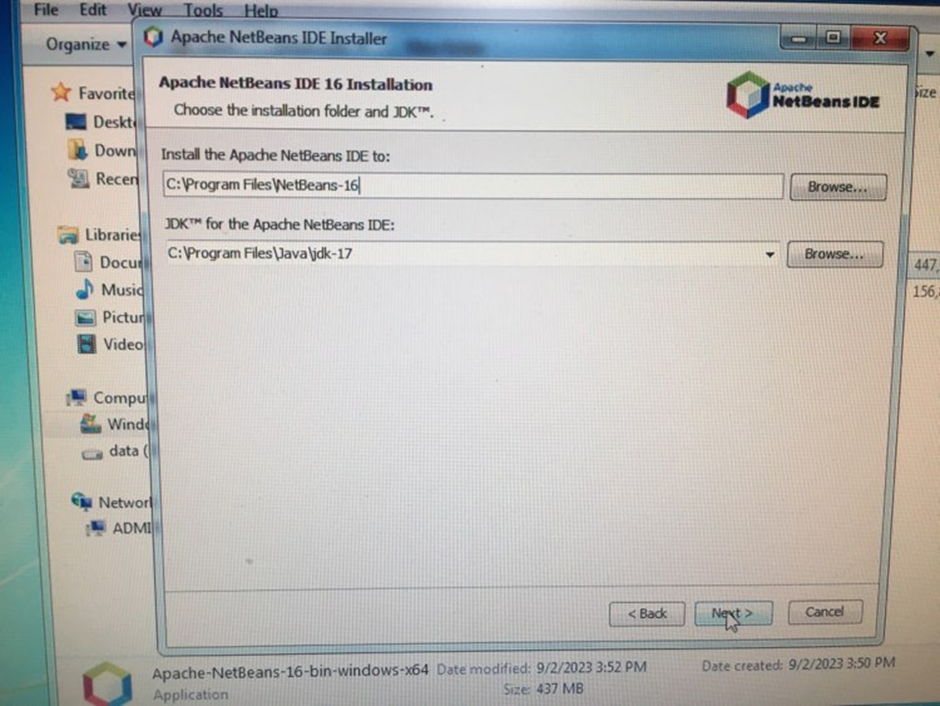 File Edit View Tools Help
Organize
Apache NetBeans IDE Installer
Apache NetBeans IDE 16 Installation
Choose the installation folder and JDK™.
Apache
NetBeans IDE
Install the Apache NetBeans IDE to:
C:\Program Files\NetBeans-16
Browse...
JDK™ for the Apache NetBeans IDE:
C:\Program Files\Java\jdk-17
Browse...
Favorite
Deskt
Down
Recen
Libraries
Docu
Music
Pictur
Video
Compu
Windo
data (
Network
ADMI
447,
156,
< Back
Next >
Cancel
Apache-NetBeans-16-bin-windows-x64 Date modified: 9/2/2023 3:52 PM Date created: 9/2/2023 3:50 PM
Application Size: 437 MB